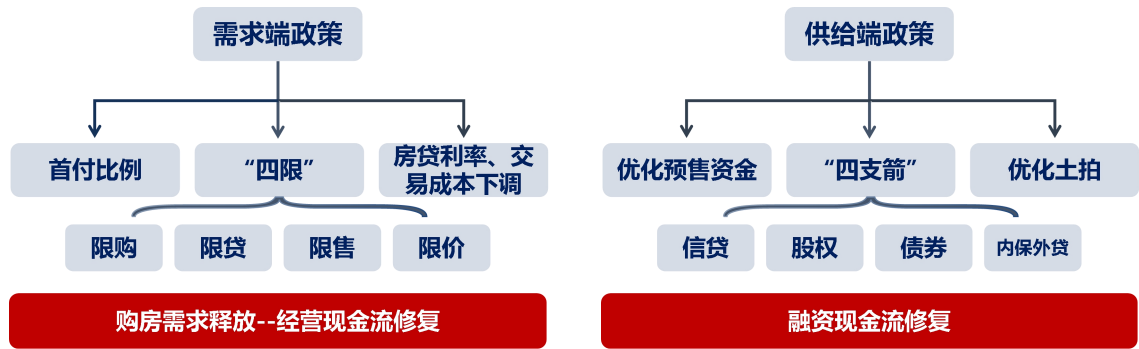 需求端政策
首付比例
“四限”
房贷利率、交
易成本下调
限购
限贷
限售
限价
购房需求释放--经营现金流修复
供给端政策
优化预售资金
“四支箭”
优化土拍
信贷
股权
债券
内保外贷
融资现金流修复